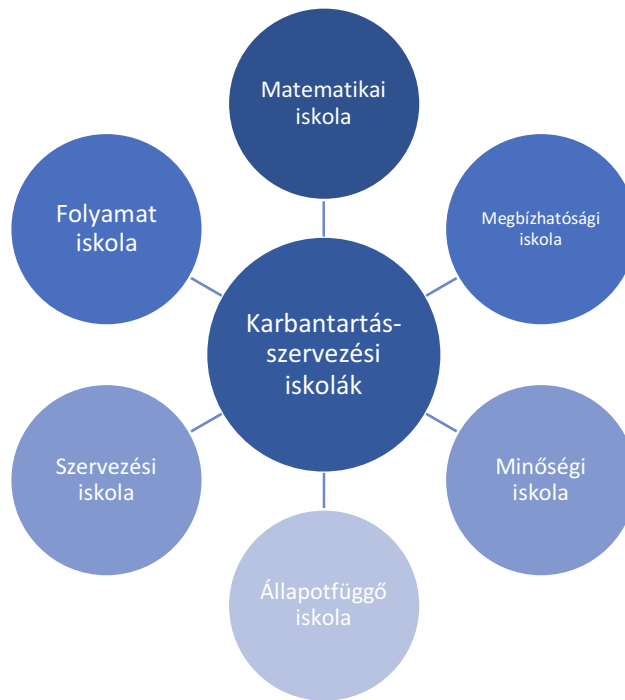 Matematikai
iskola
Folyamat
iskola
Megbízhatósági
iskola
Karbantartás-
szervezési
iskolák
Szervezési
iskola
Minőségi
iskola
Állapotfüggő
iskola